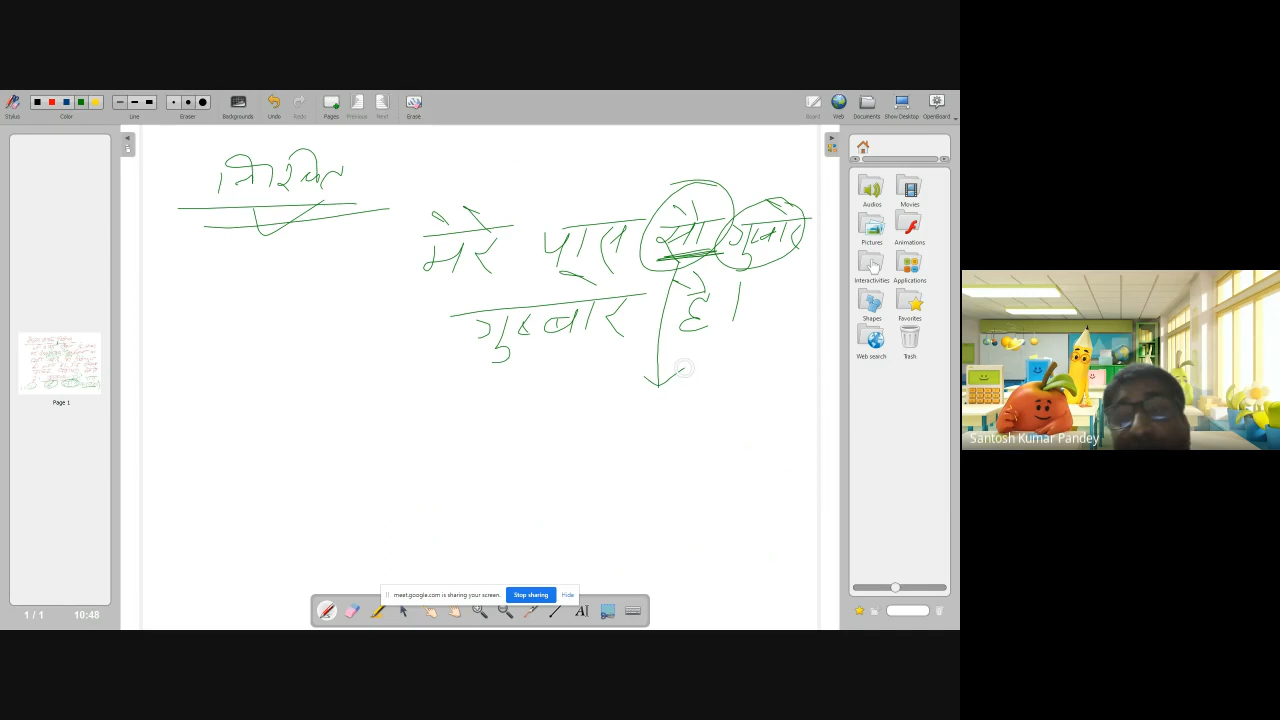 Stylus
Color
Line
Eraser
Backgrounds
Undo
Redo
Pages
Previous
Next
Erase
Board
Web
Documents
Show Desktop
OpenBoard
निश्चित
मेरे पास सौ गुब्बारे
गुब्बार है।
Page 1
Audios
Movies
Pictures
Animations
Interactivities
Applications
Shapes
Favorites
Web search
Trash
Santosh Kumar Pandey
meet.google.com is sharing your screen.
Stop sharing
Hide
1 / 1
10:48